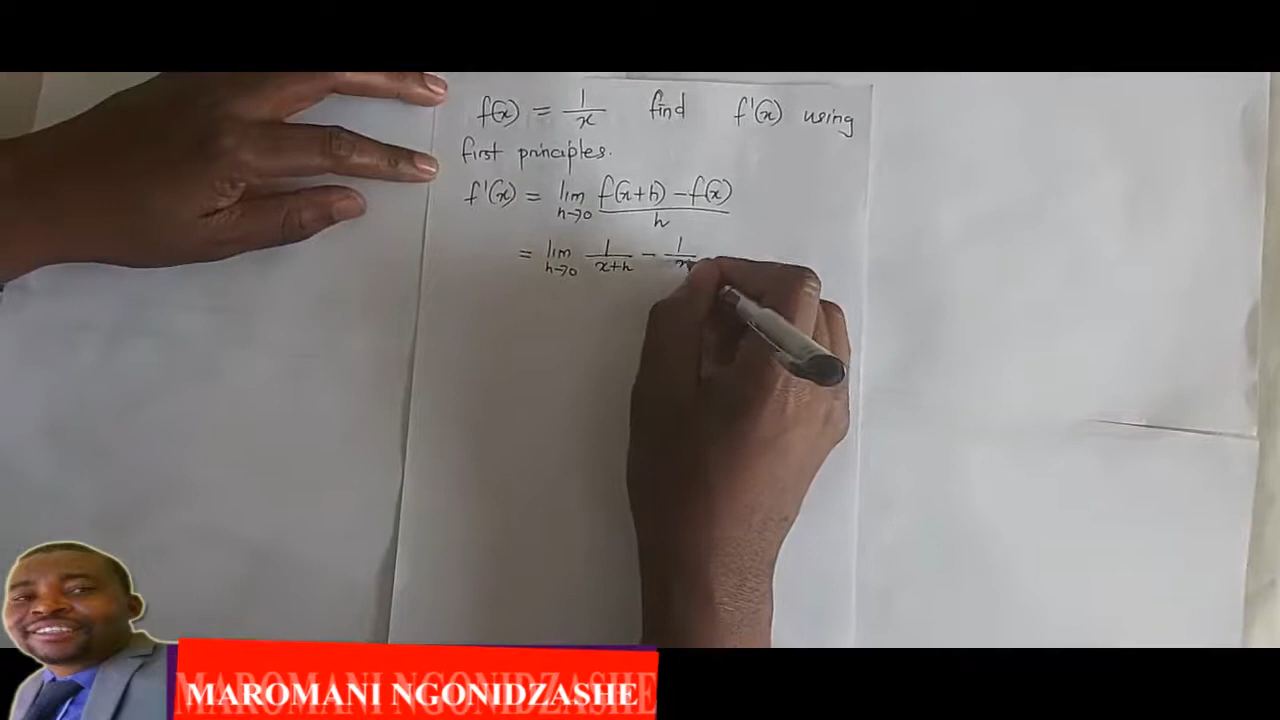 f(x) = 1/x find f'(x) using
first principles.
f'(x) = lim h→0 f(x+h) - f(x) / h
= lim h→0 1/x+h - 1/x
MAROMANI NGONIDZASHE